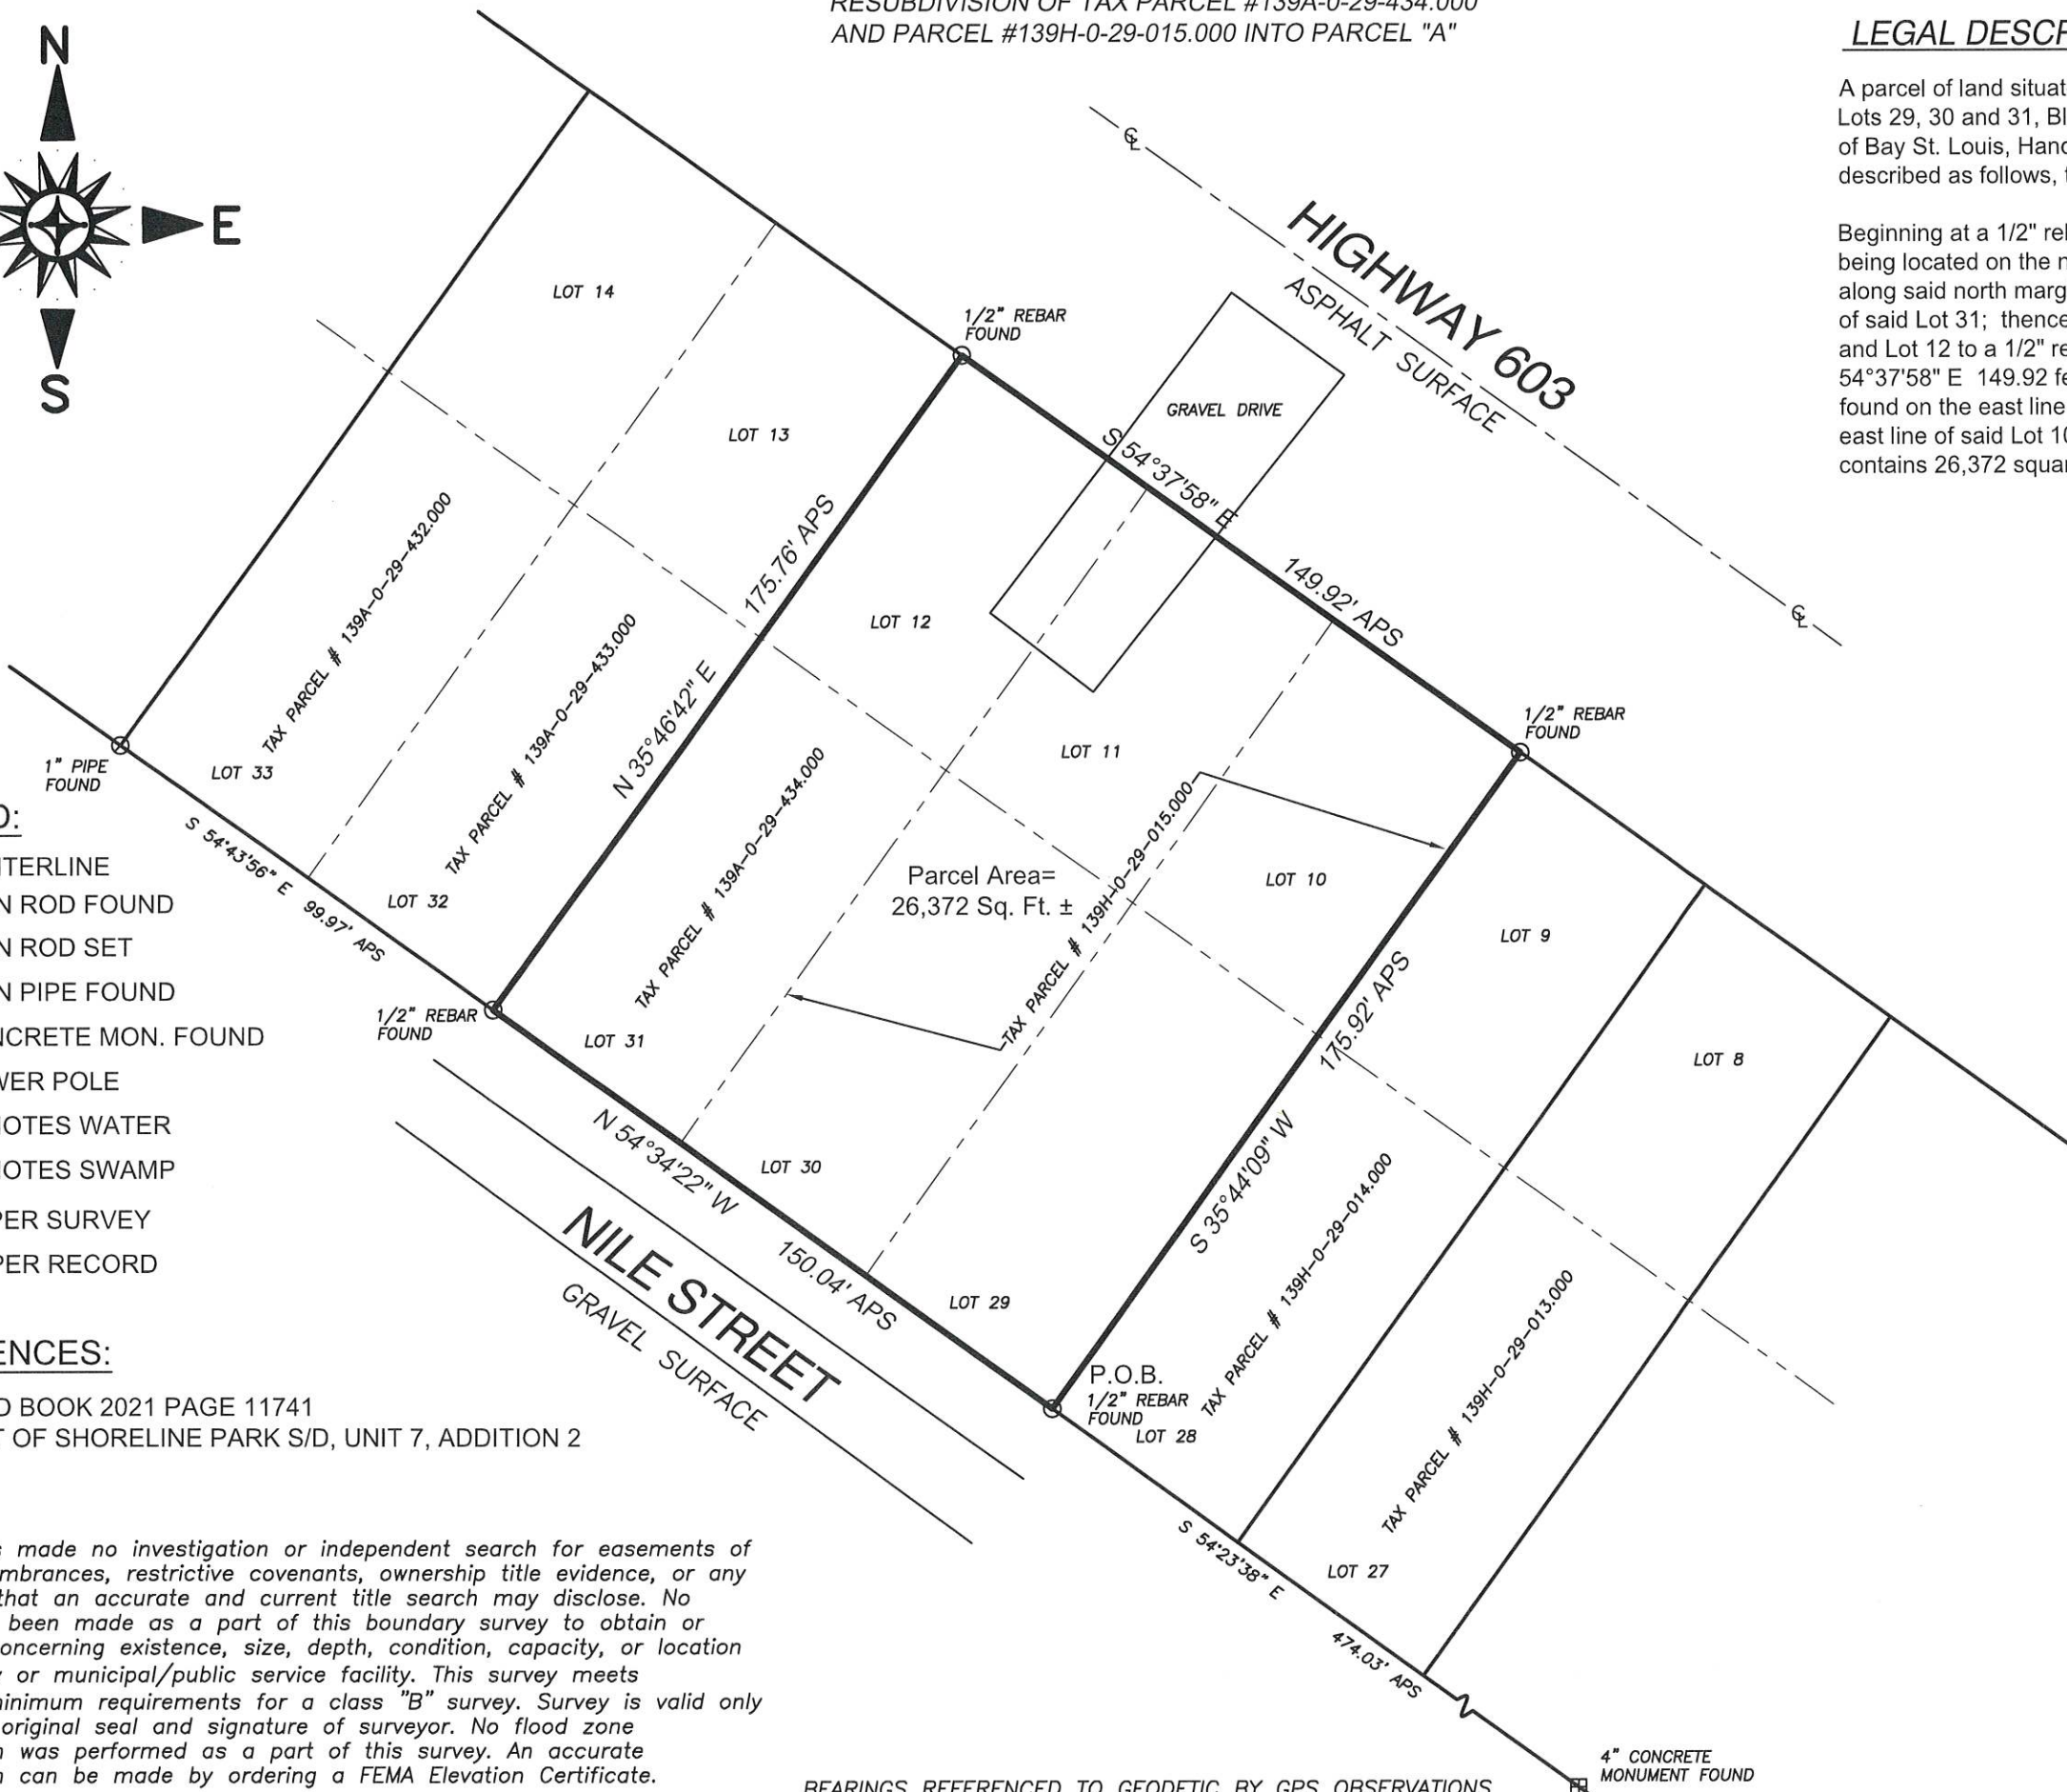 RESUBDIVISION OF TAX PARCEL #139A-0-29-434.000
AND PARCEL #139H-0-29-015.000 INTO PARCEL "A"
N
E
S
LEGAL DESCR
A parcel of land situat
Lots 29, 30 and 31, Bl
of Bay St. Louis, Hanc
described as follows, t
Beginning at a 1/2" rel
being located on the n
along said north marg
of said Lot 31; thence
and Lot 12 to a 1/2" re
54°37'58" E 149.92 fe
found on the east line
east line of said Lot 10
contains 26,372 squar
℄
HIGHWAY 603
ASPHALT SURFACE
℄
LOT 14
1/2" REBAR
FOUND
GRAVEL DRIVE
LOT 13
S 54°37'58" E
149.92' APS
TAX PARCEL # 139A-0-29-432.000
175.76' APS
N 35°46'42" E
LOT 12
TAX PARCEL # 139A-0-29-433.000
1/2" REBAR
FOUND
LOT 11
1" PIPE
FOUND
LOT 33
TAX PARCEL # 139A-0-29-434.000
TAX PARCEL # 139H-0-29-015.000
S 54°43'56" E 99.97' APS
Parcel Area=
26,372 Sq. Ft. ±
LOT 10
LOT 32
LOT 9
D:
NTERLINE
N ROD FOUND
N ROD SET
N PIPE FOUND
NCRETE MON. FOUND
WER POLE
NOTES WATER
NOTES SWAMP
PER SURVEY
PER RECORD
1/2" REBAR
FOUND
LOT 31
175.92' APS
S 35°44'09" W
LOT 8
N 54°34'22" W
150.04' APS
LOT 30
NILE STREET
GRAVEL SURFACE
LOT 29
TAX PARCEL # 139H-0-29-014.000
TAX PARCEL # 139H-0-29-013.000
P.O.B.
1/2" REBAR
FOUND
LOT 28
ENCES:
D BOOK 2021 PAGE 11741
T OF SHORELINE PARK S/D, UNIT 7, ADDITION 2
S 54°23'38" E
474.03' APS
LOT 27
s made no investigation or independent search for easements of
mbrances, restrictive covenants, ownership title evidence, or any
that an accurate and current title search may disclose. No
been made as a part of this boundary survey to obtain or
oncerning existence, size, depth, condition, capacity, or location
y or municipal/public service facility. This survey meets
minimum requirements for a class "B" survey. Survey is valid only
original seal and signature of surveyor. No flood zone
n was performed as a part of this survey. An accurate
n can be made by ordering a FEMA Elevation Certificate.
4" CONCRETE
MONUMENT FOUND
BEARINGS REFERENCED TO GEODETIC BY GPS OBSERVATIONS